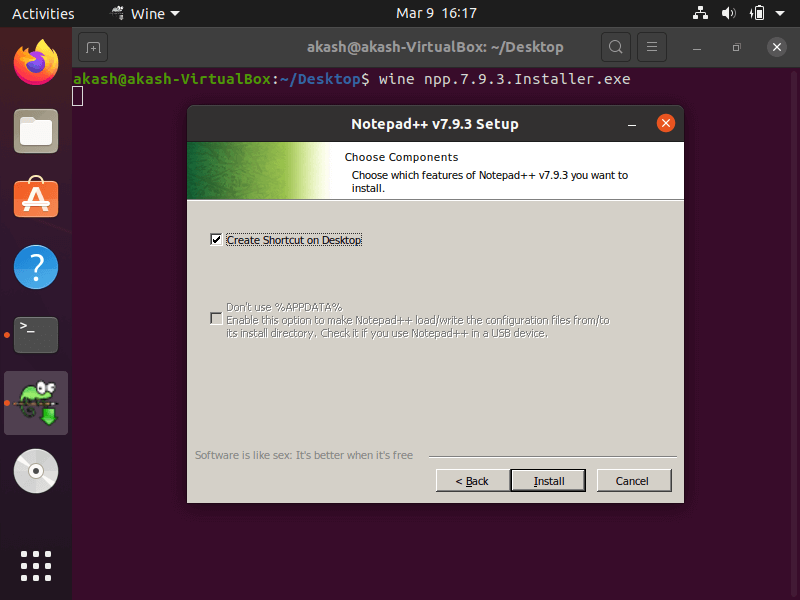 Activities Wine Mar 9 16:17
akash@akash-VirtualBox: ~/Desktop
akash@akash-VirtualBox:~/Desktop$ wine npp.7.9.3.Installer.exe
Notepad++ v7.9.3 Setup
Choose Components
Choose which features of Notepad++ v7.9.3 you want to
install.
Create Shortcut on Desktop
Don't use %APPDATA%
Enable this option to make Notepad++ load/write the configuration files from/to
its install directory. Check it if you use Notepad++ in a USB device.
Software is like sex: It's better when it's free
< Back Install Cancel